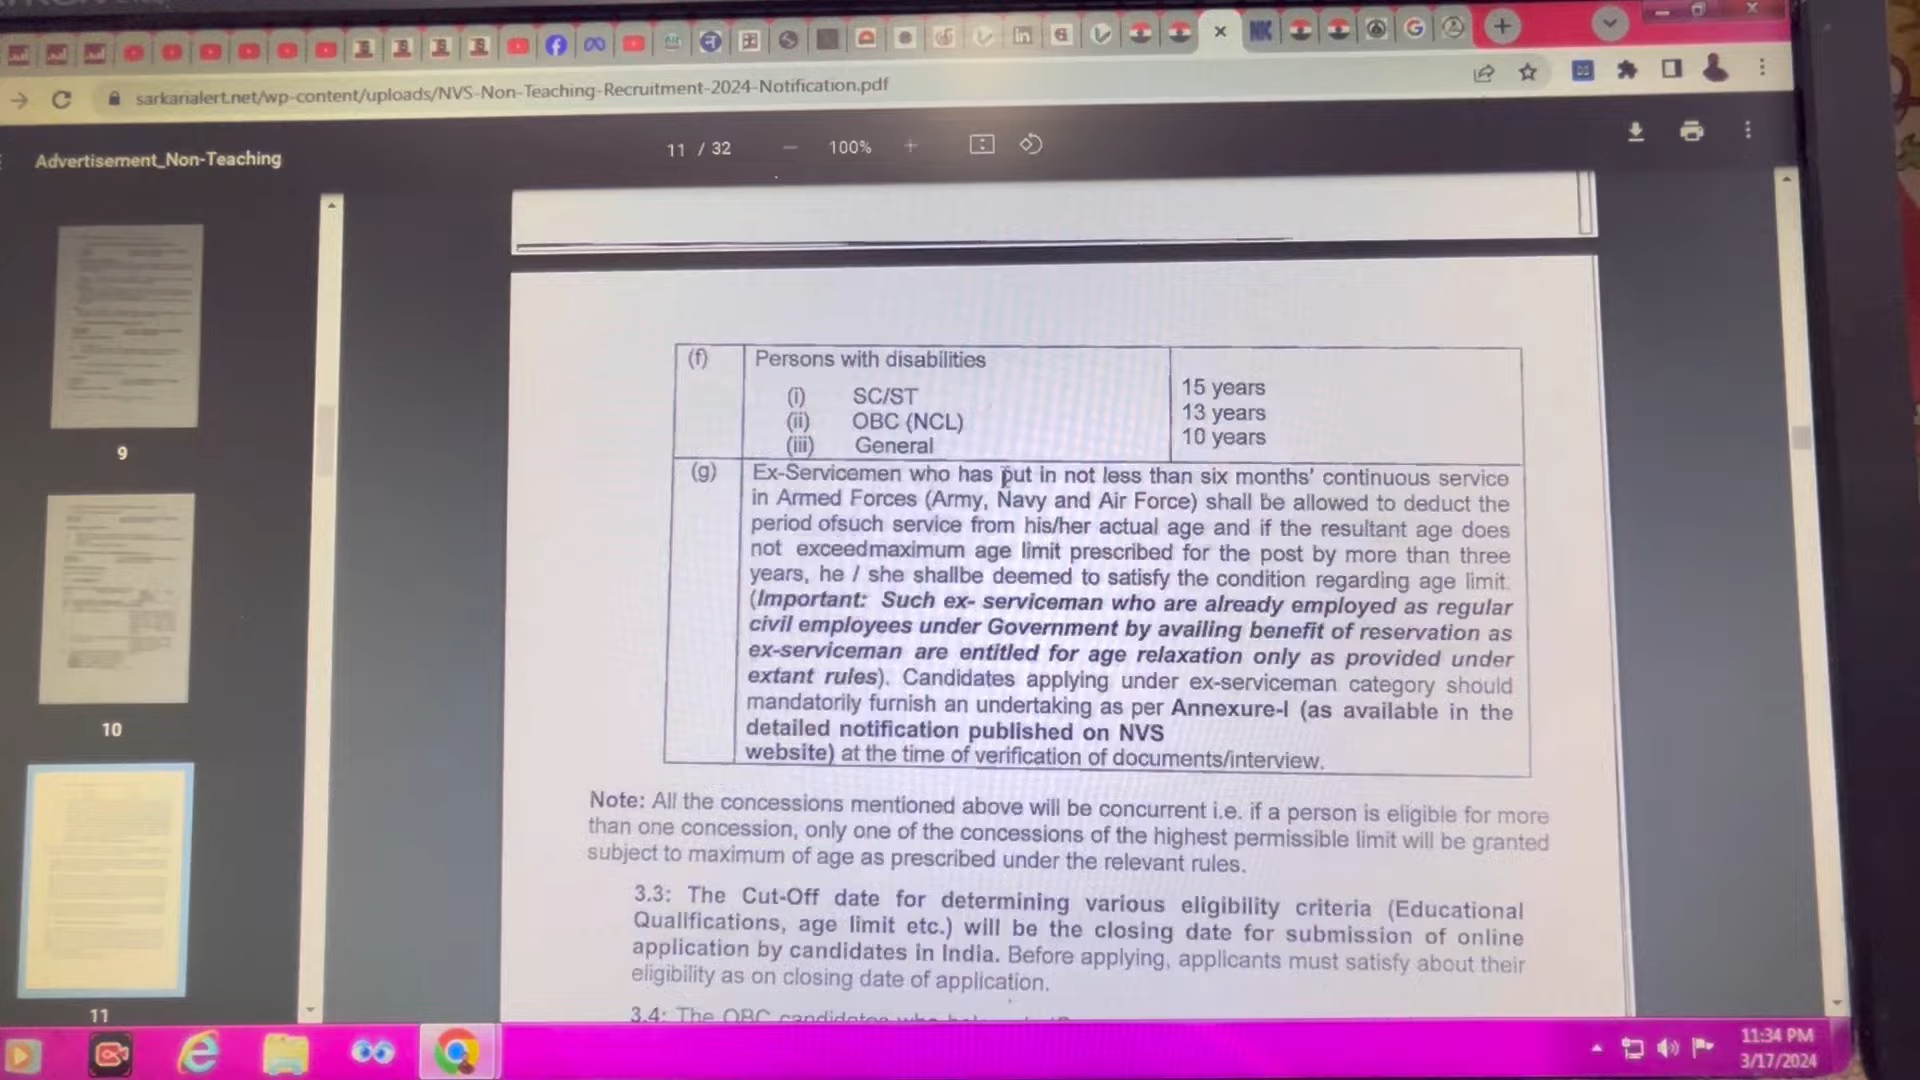 sarkarialert.net/wp-content/uploads/NVS-Non-Teaching-Recruitment-2024-Notification.pdf
Advertisement_Non-Teaching
11 / 32
100%
9
10
11
(f) Persons with disabilities
(i) SC/ST 15 years
(ii) OBC (NCL) 13 years
(iii) General 10 years
(g) Ex-Servicemen who has put in not less than six months' continuous service
in Armed Forces (Army, Navy and Air Force) shall be allowed to deduct the
period ofsuch service from his/her actual age and if the resultant age does
not exceedmaximum age limit prescribed for the post by more than three
years, he / she shallbe deemed to satisfy the condition regarding age limit.
(Important: Such ex- serviceman who are already employed as regular
civil employees under Government by availing benefit of reservation as
ex-serviceman are entitled for age relaxation only as provided under
extant rules). Candidates applying under ex-serviceman category should
mandatorily furnish an undertaking as per Annexure-I (as available in the
detailed notification published on NVS
website) at the time of verification of documents/interview.
Note: All the concessions mentioned above will be concurrent i.e. if a person is eligible for more
than one concession, only one of the concessions of the highest permissible limit will be granted
subject to maximum of age as prescribed under the relevant rules.
3.3: The Cut-Off date for determining various eligibility criteria (Educational
Qualifications, age limit etc.) will be the closing date for submission of online
application by candidates in India. Before applying, applicants must satisfy about their
eligibility as on closing date of application.
3.4: The OBC candidates who
11:34 PM
3/17/2024